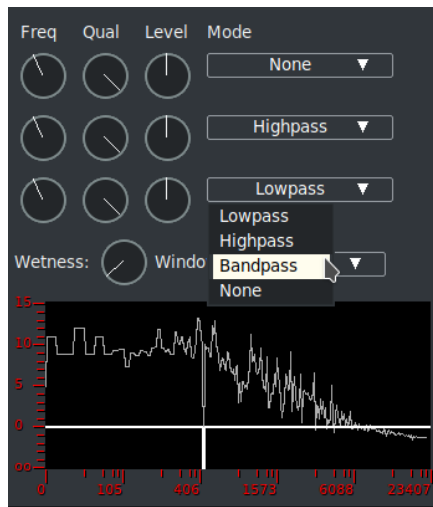 Freq Qual Level Mode
None
Highpass
Lowpass
Lowpass
Highpass
Wetness: Windo Bandpass
None
15
10
5
0
oo
0 105 406 1573 6088 23407